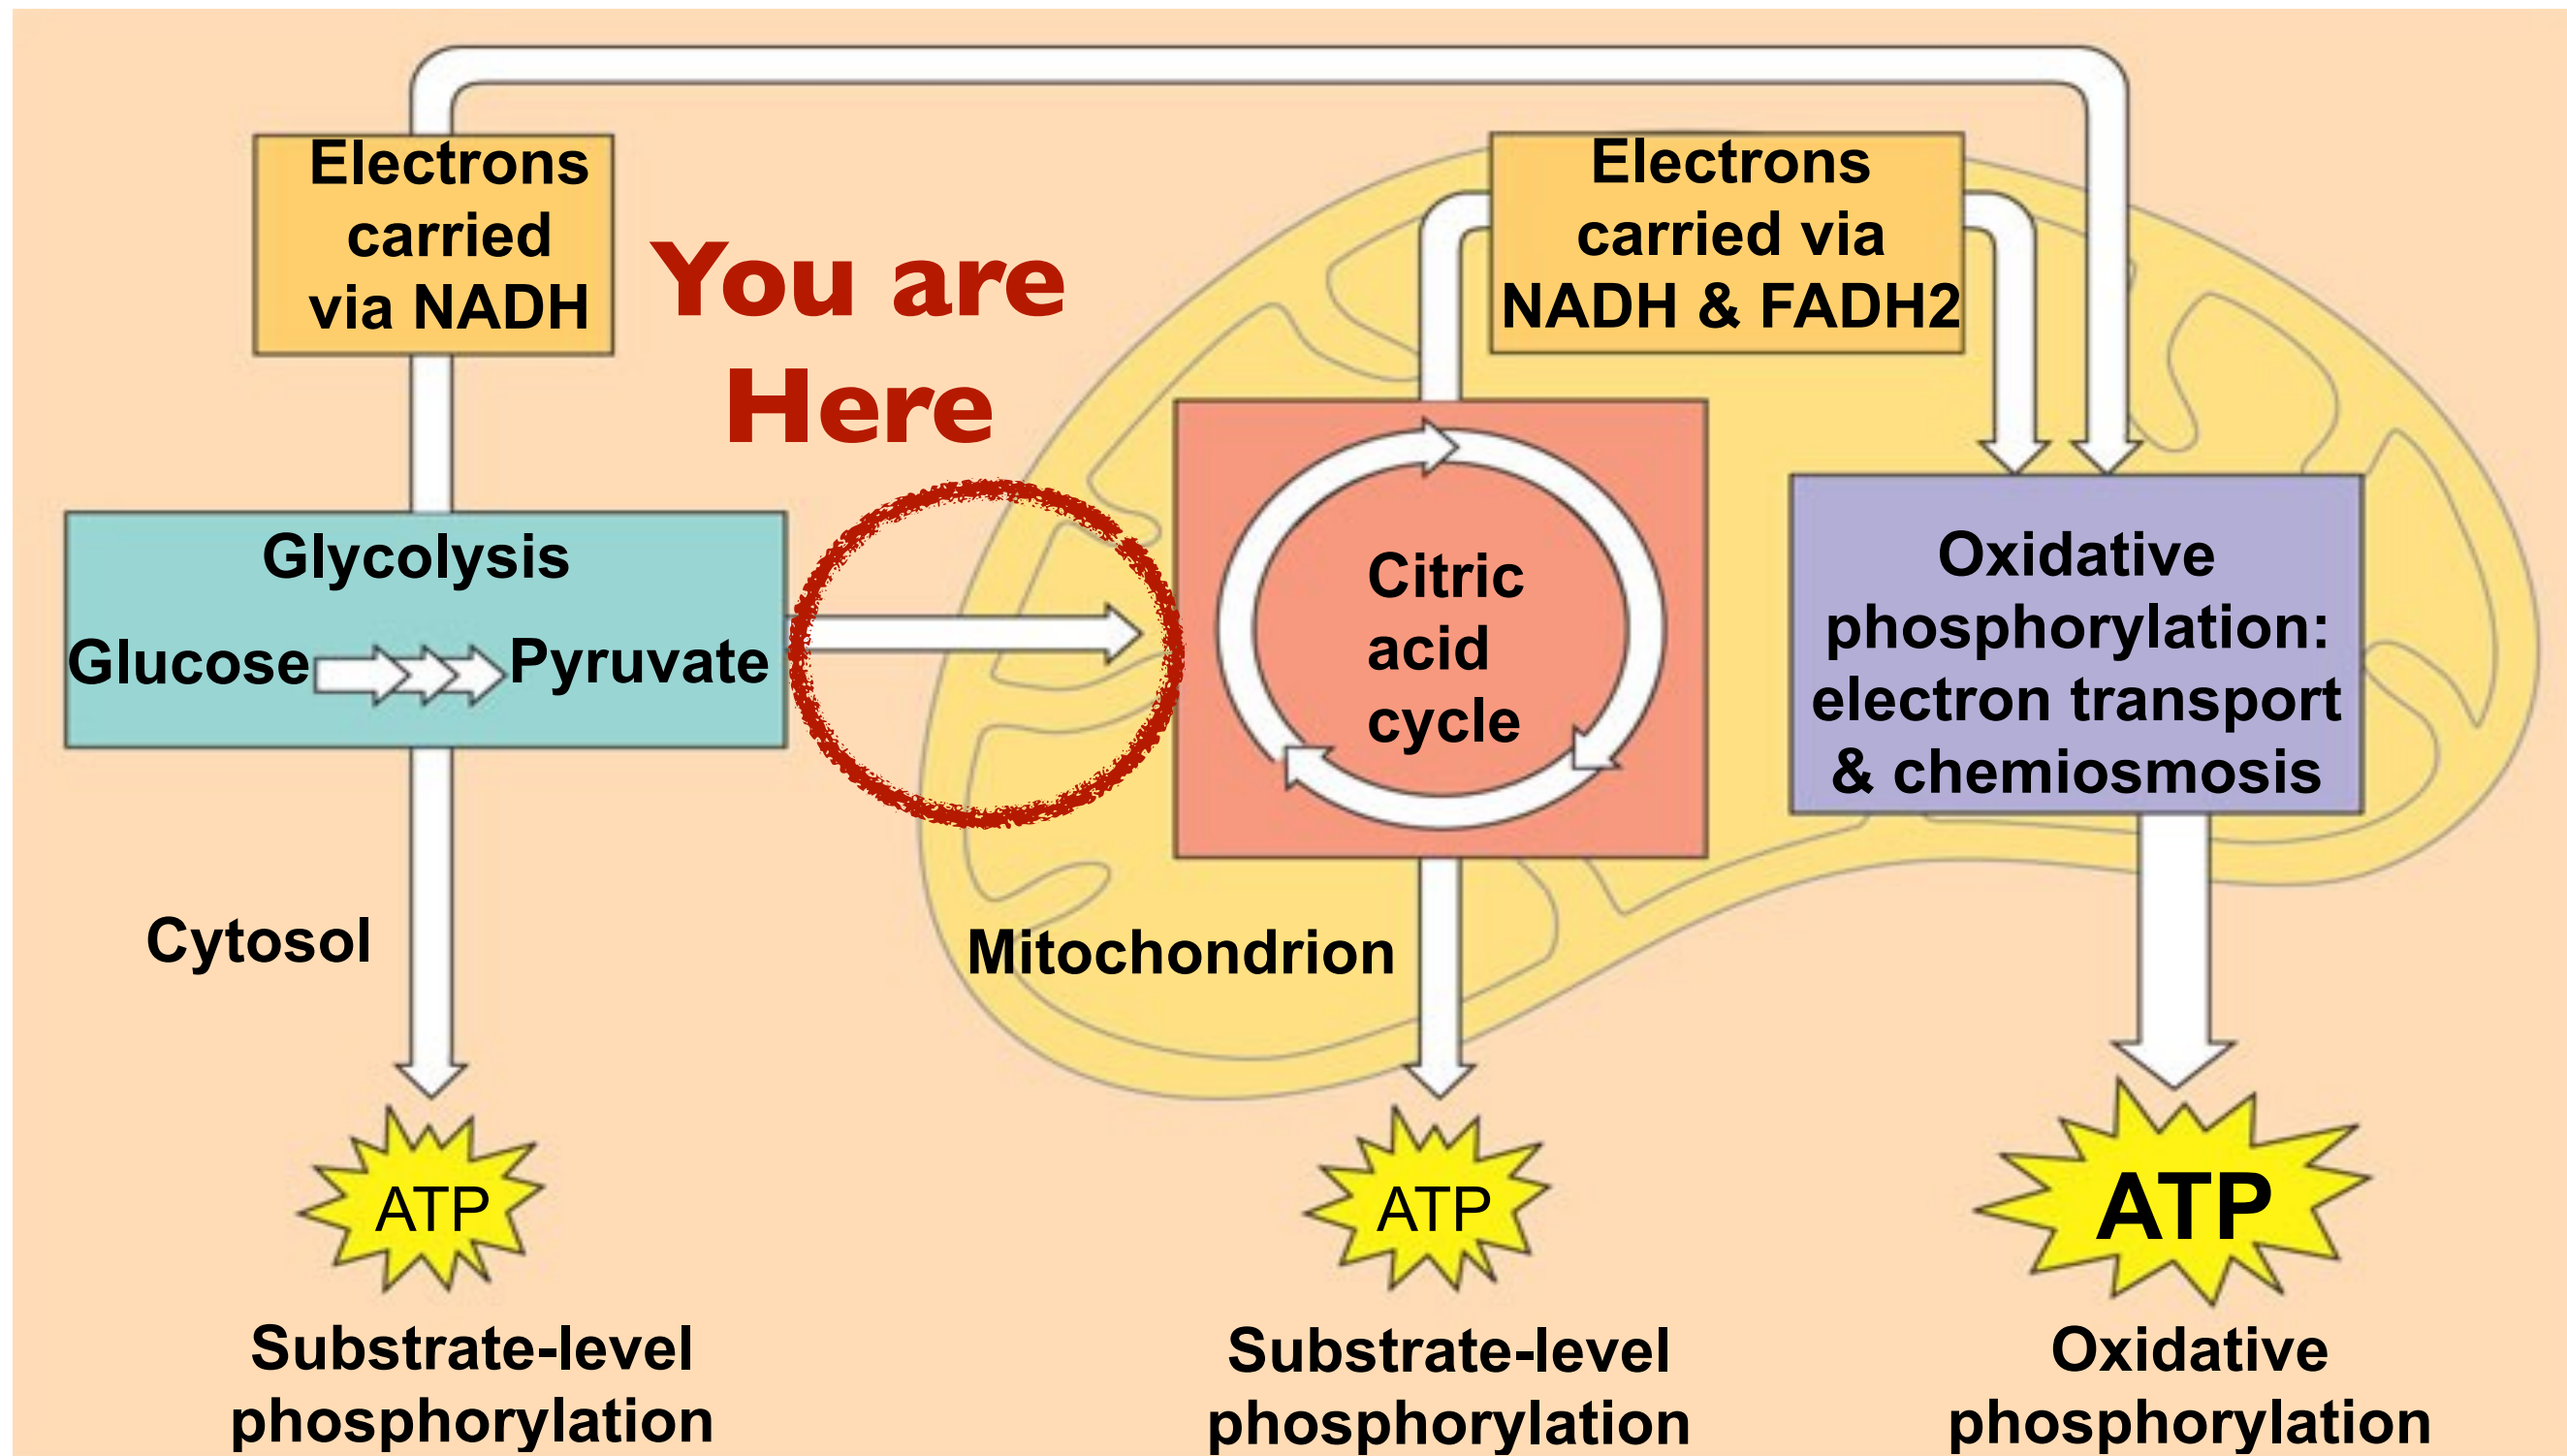 Electrons
carried
via NADH
You are
Here
Electrons
carried via
NADH & FADH2
Glycolysis
Glucose Pyruvate
Citric
acid
cycle
Oxidative
phosphorylation:
electron transport
& chemiosmosis
Cytosol
Mitochondrion
ATP
ATP
ATP
Substrate-level
phosphorylation
Substrate-level
phosphorylation
Oxidative
phosphorylation